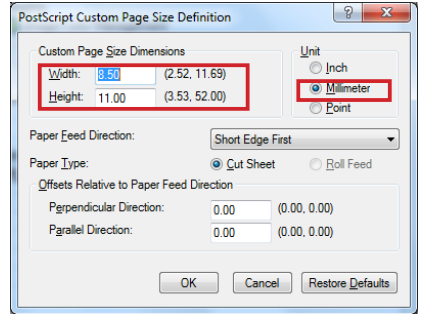 PostScript Custom Page Size Definition
Custom Page Size Dimensions
Width: 8.50 (2.52, 11.69)
Height: 11.00 (3.53, 52.00)
Unit
Inch
Millimeter
Point
Paper Feed Direction: Short Edge First
Paper Type: Cut Sheet Roll Feed
Offsets Relative to Paper Feed Direction
Perpendicular Direction: 0.00 (0.00, 0.00)
Parallel Direction: 0.00 (0.00, 0.00)
OK Cancel Restore Defaults